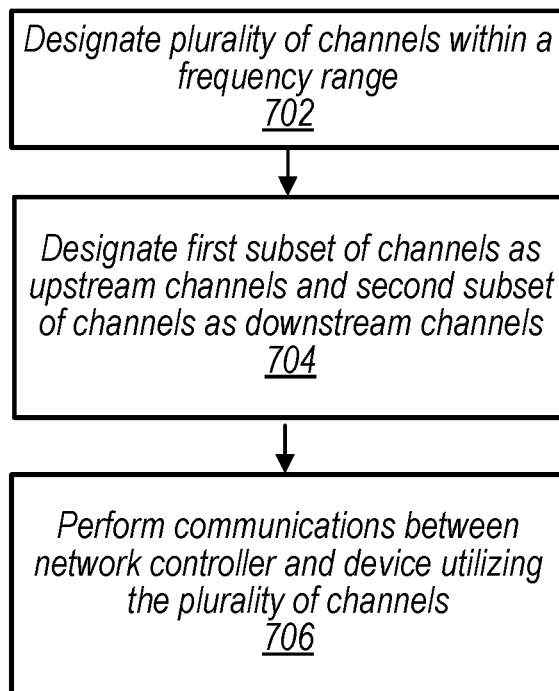 Designate plurality of channels within a
frequency range
702
Designate first subset of channels as
upstream channels and second subset
of channels as downstream channels
704
Perform communications between
network controller and device utilizing
the plurality of channels
706